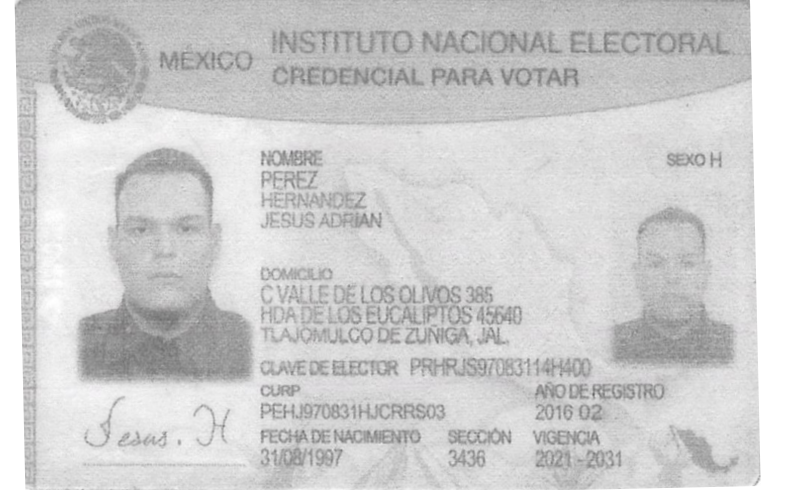 MÉXICO
INSTITUTO NACIONAL ELECTORAL
CREDENCIAL PARA VOTAR
NOMBRE
PEREZ
HERNANDEZ
JESUS ADRIAN
SEXO H
DOMICILIO
C VALLE DE LOS OLIVOS 385
HDA DE LOS EUCALIPTOS 45640
TLAJOMULCO DE ZUÑIGA, JAL.
CLAVE DE ELECTOR PRHRJS97083114H400
CURP
PEHJ970831HJCRRS03
AÑO DE REGISTRO
2016 02
FECHA DE NACIMIENTO
31/08/1997
SECCIÓN
3436
VIGENCIA
2021 - 2031
Jesus. H